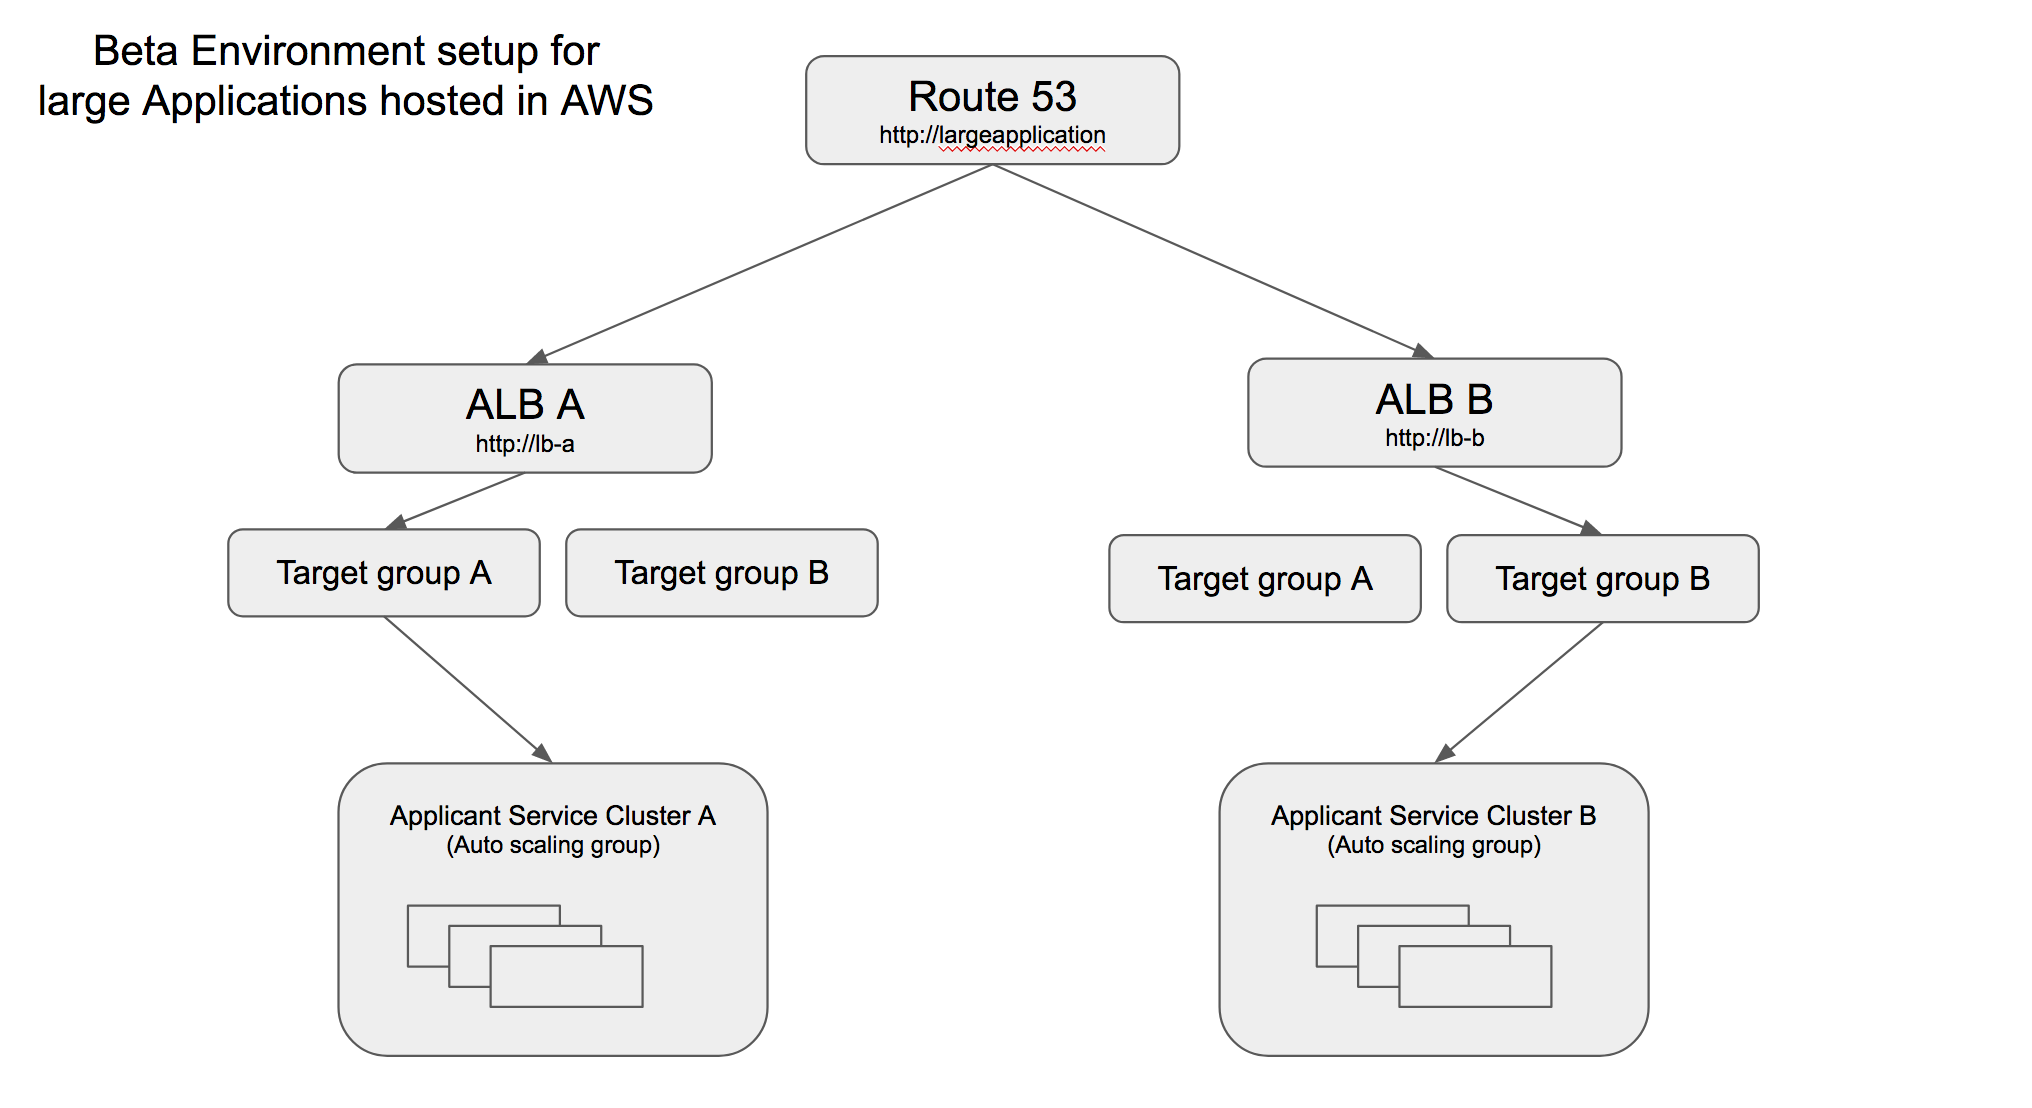 Beta Environment setup for
large Applications hosted in AWS
Route 53
http://largeapplication
ALB A
http://lb-a
ALB B
http://lb-b
Target group A
Target group B
Target group A
Target group B
Applicant Service Cluster A
(Auto scaling group)
Applicant Service Cluster B
(Auto scaling group)